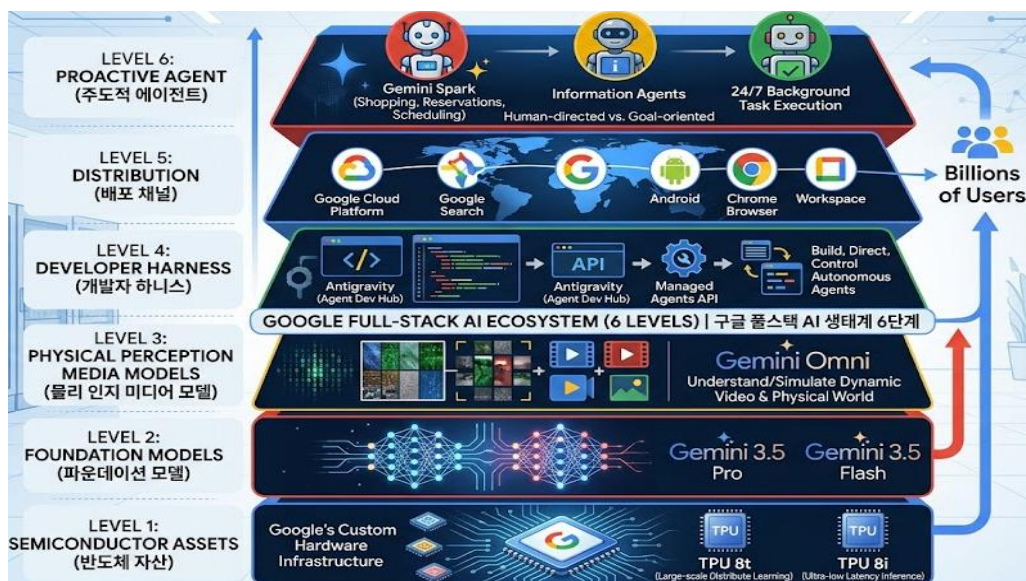 LEVEL 6:
PROACTIVE AGENT
(주도적 에이전트)
Gemini Spark
(Shopping, Reservations,
Scheduling)
Information Agents
Human-directed vs. Goal-oriented
24/7 Background
Task Execution
LEVEL 5:
DISTRIBUTION
(배포 채널)
Google Cloud
Platform
Google
Search
Android
Chrome
Browser
Workspace
Billions
of Users
LEVEL 4:
DEVELOPER HARNESS
(개발자 하니스)
Antigravity
(Agent Dev Hub)
API
Antigravity
(Agent Dev Hub)
Managed
Agents API
Build, Direct,
Control
Autonomous
Agents
GOOGLE FULL-STACK AI ECOSYSTEM (6 LEVELS) | 구글 풀스택 AI 생태계 6단계
LEVEL 3:
PHYSICAL PERCEPTION
MEDIA MODELS
(물리 인지 미디어 모델)
Gemini Omni
Understand/Simulate Dynamic
Video & Physical World
LEVEL 2:
FOUNDATION MODELS
(파운데이션 모델)
Gemini 3.5
Pro
Gemini 3.5
Flash
LEVEL 1:
SEMICONDUCTOR ASSETS
(반도체 자산)
Google's Custom
Hardware
Infrastructure
TPU
TPU 8t
(Large-scale Distribute Learning)
TPU
TPU 8i
(Ultra-low Latency Inference)